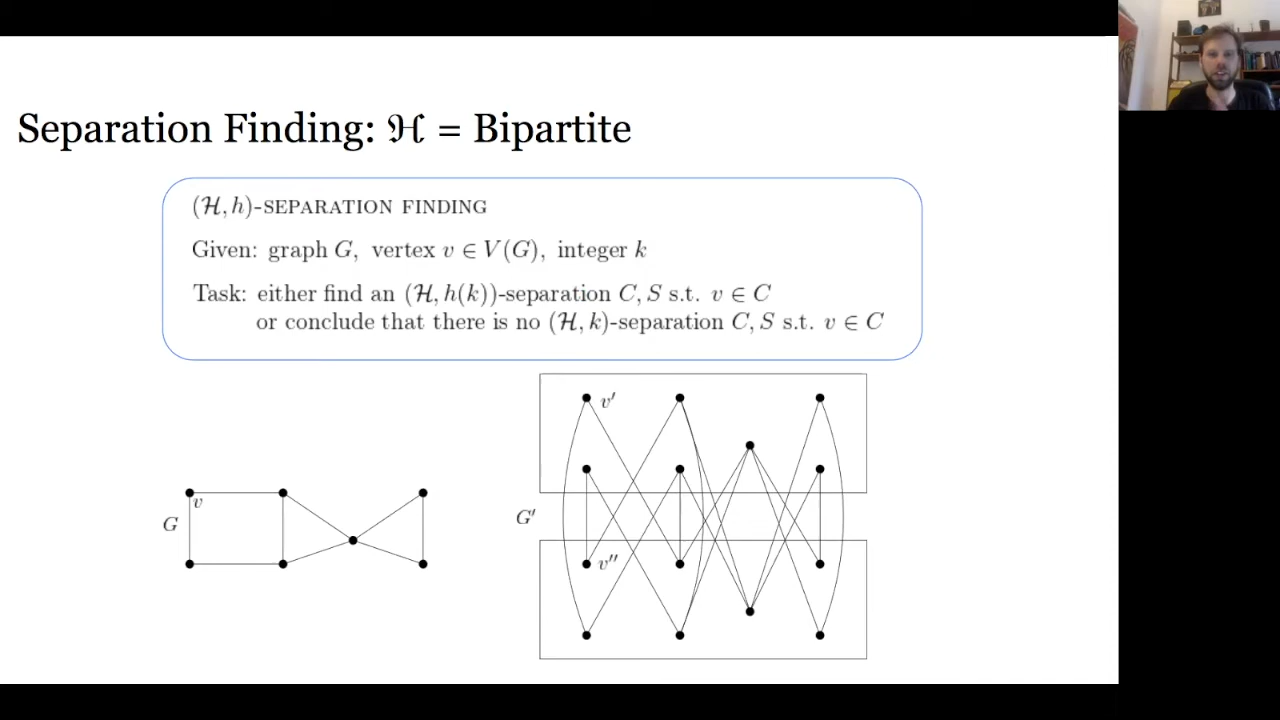 Separation Finding: ℋ = Bipartite
(ℋ, h)-SEPARATION FINDING
Given: graph G, vertex v ∈ V(G), integer k
Task: either find an (ℋ, h(k))-separation C, S s.t. v ∈ C
or conclude that there is no (ℋ, k)-separation C, S s.t. v ∈ C
v′
v
G
G′
v″